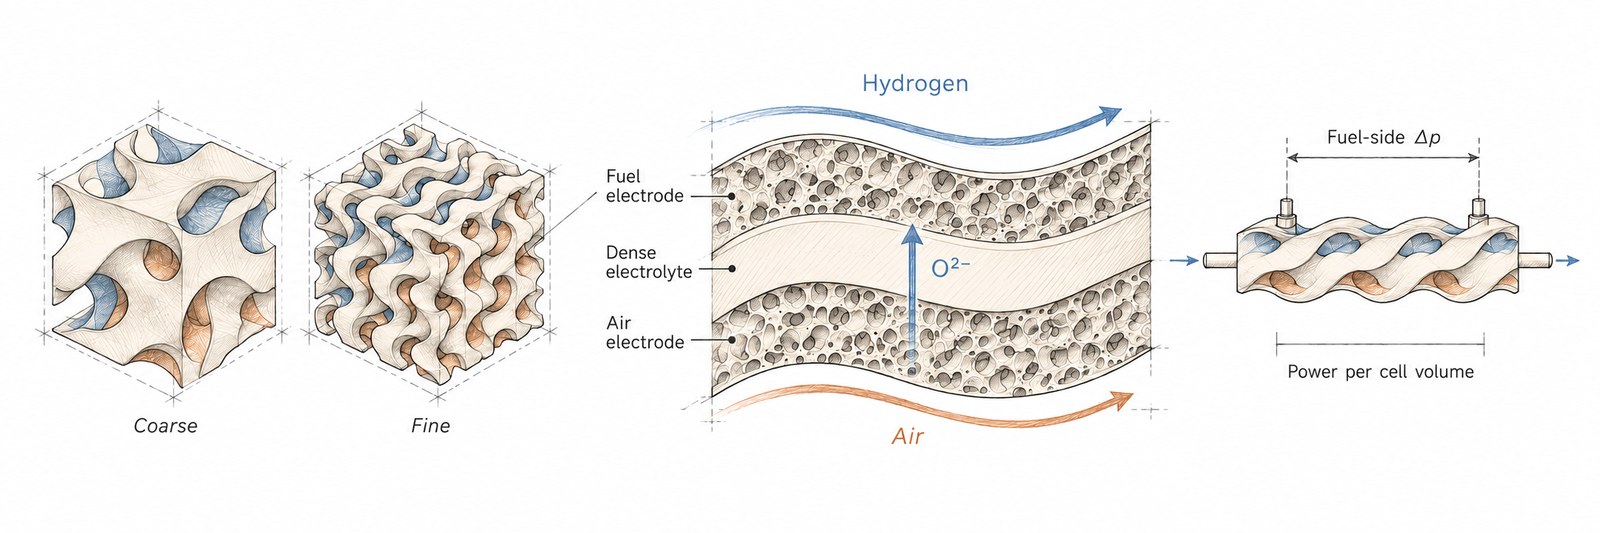 Coarse
Fine
Fuel
electrode
Dense
electrolyte
Air
electrode
Hydrogen
O²⁻
Air
Fuel-side Δp
Power per cell volume